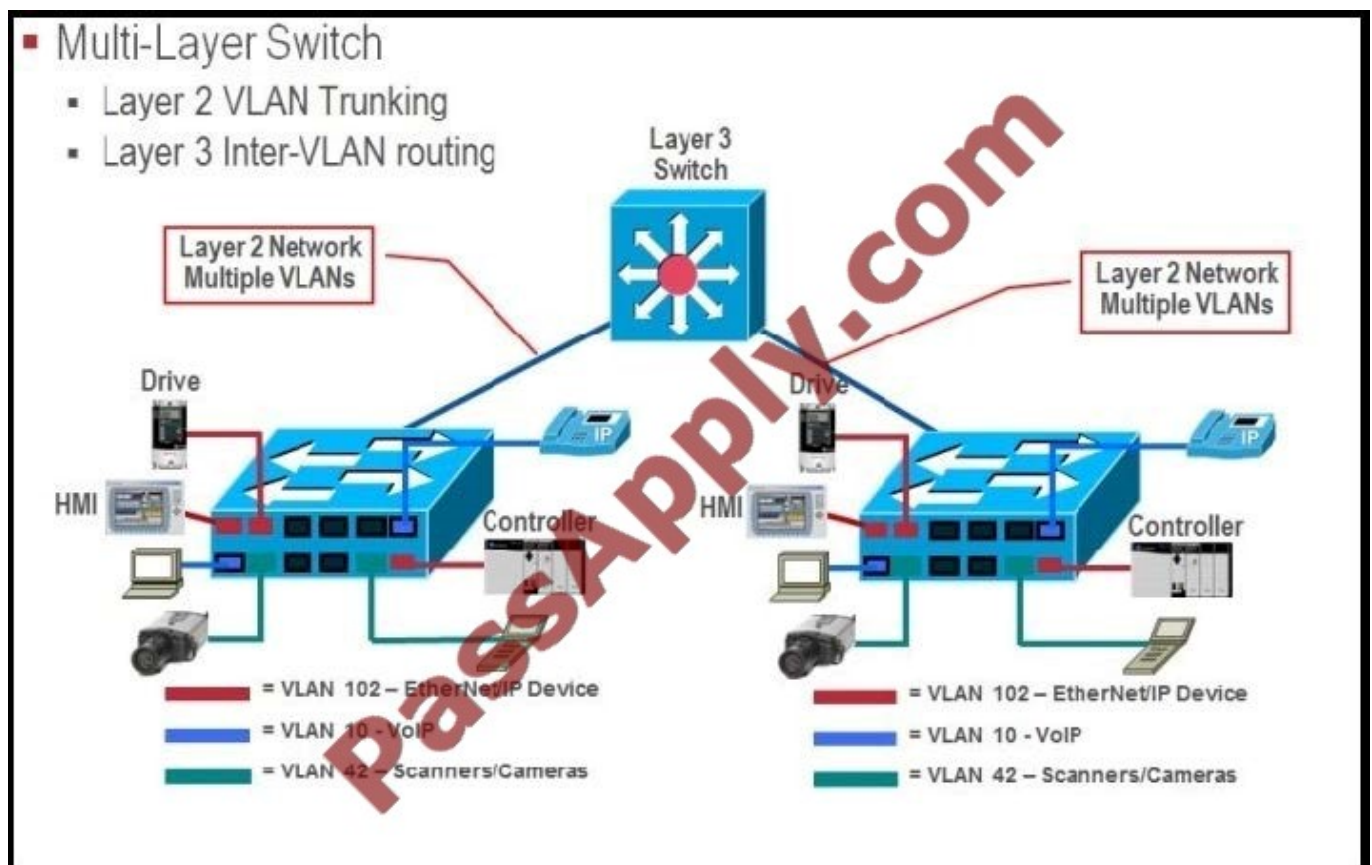 Multi-Layer Switch
Layer 2 VLAN Trunking
Layer 3 Inter-VLAN routing
Layer 3
Switch
Layer 2 Network
Multiple VLANs
Layer 2 Network
Multiple VLANs
Drive
IP
HMI
Controller
Drive
IP
HMI
Controller
= VLAN 102 – EtherNet/IP Device
= VLAN 10 - VoIP
= VLAN 42 – Scanners/Cameras
= VLAN 102 – EtherNet/IP Device
= VLAN 10 - VoIP
= VLAN 42 – Scanners/Cameras
PassApply.com